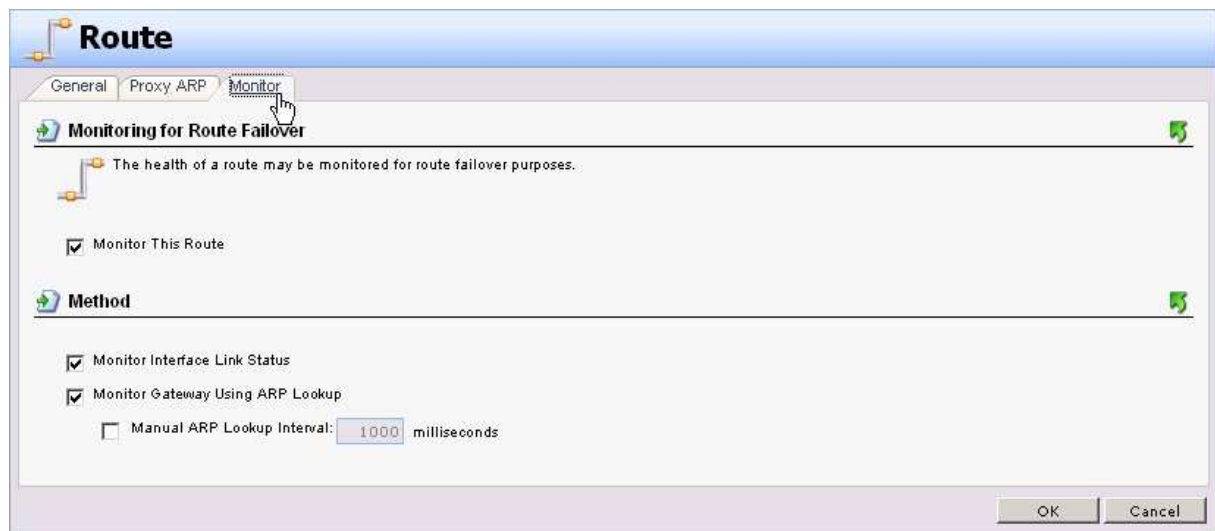 Route
General Proxy ARP Monitor
Monitoring for Route Failover
The health of a route may be monitored for route failover purposes.
Monitor This Route
Method
Monitor Interface Link Status
Monitor Gateway Using ARP Lookup
Manual ARP Lookup Interval: 1000 milliseconds
OK Cancel